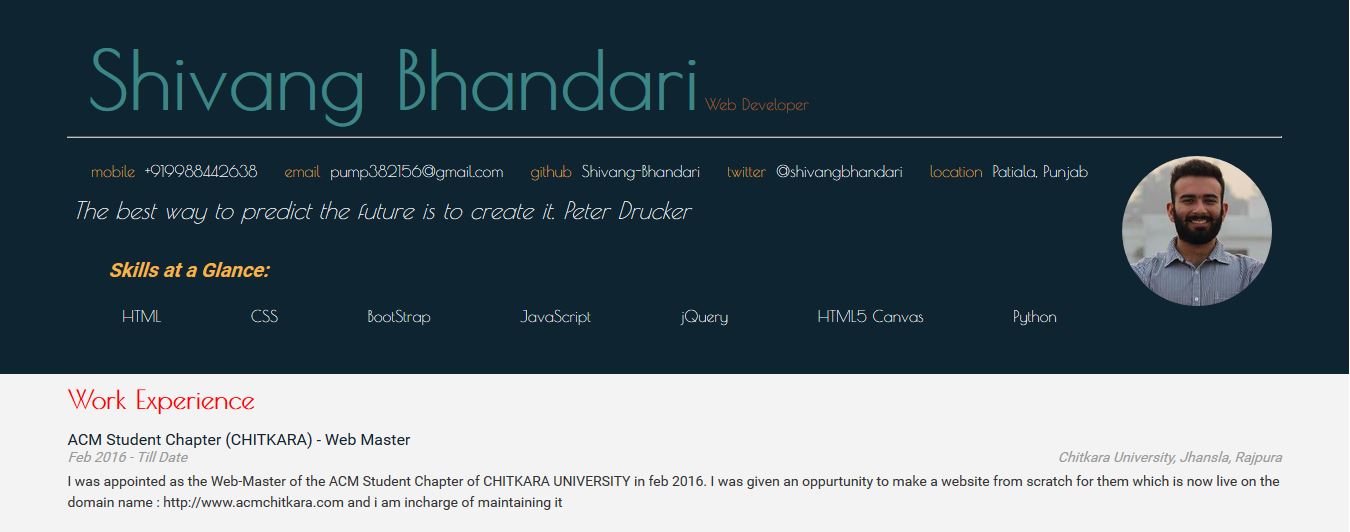 Shivang Bhandari Web Developer
mobile +919988442638 email pump382156@gmail.com github Shivang-Bhandari twitter @shivangbhandari location Patiala, Punjab
The best way to predict the future is to create it. Peter Drucker
Skills at a Glance:
HTML CSS BootStrap JavaScript jQuery HTML5 Canvas Python
Work Experience
ACM Student Chapter (CHITKARA) - Web Master
Feb 2016 - Till Date Chitkara University, Jhansla, Rajpura
I was appointed as the Web-Master of the ACM Student Chapter of CHITKARA UNIVERSITY in feb 2016. I was given an oppurtunity to make a website from scratch for them which is now live on the
domain name : http://www.acmchitkara.com and i am incharge of maintaining it